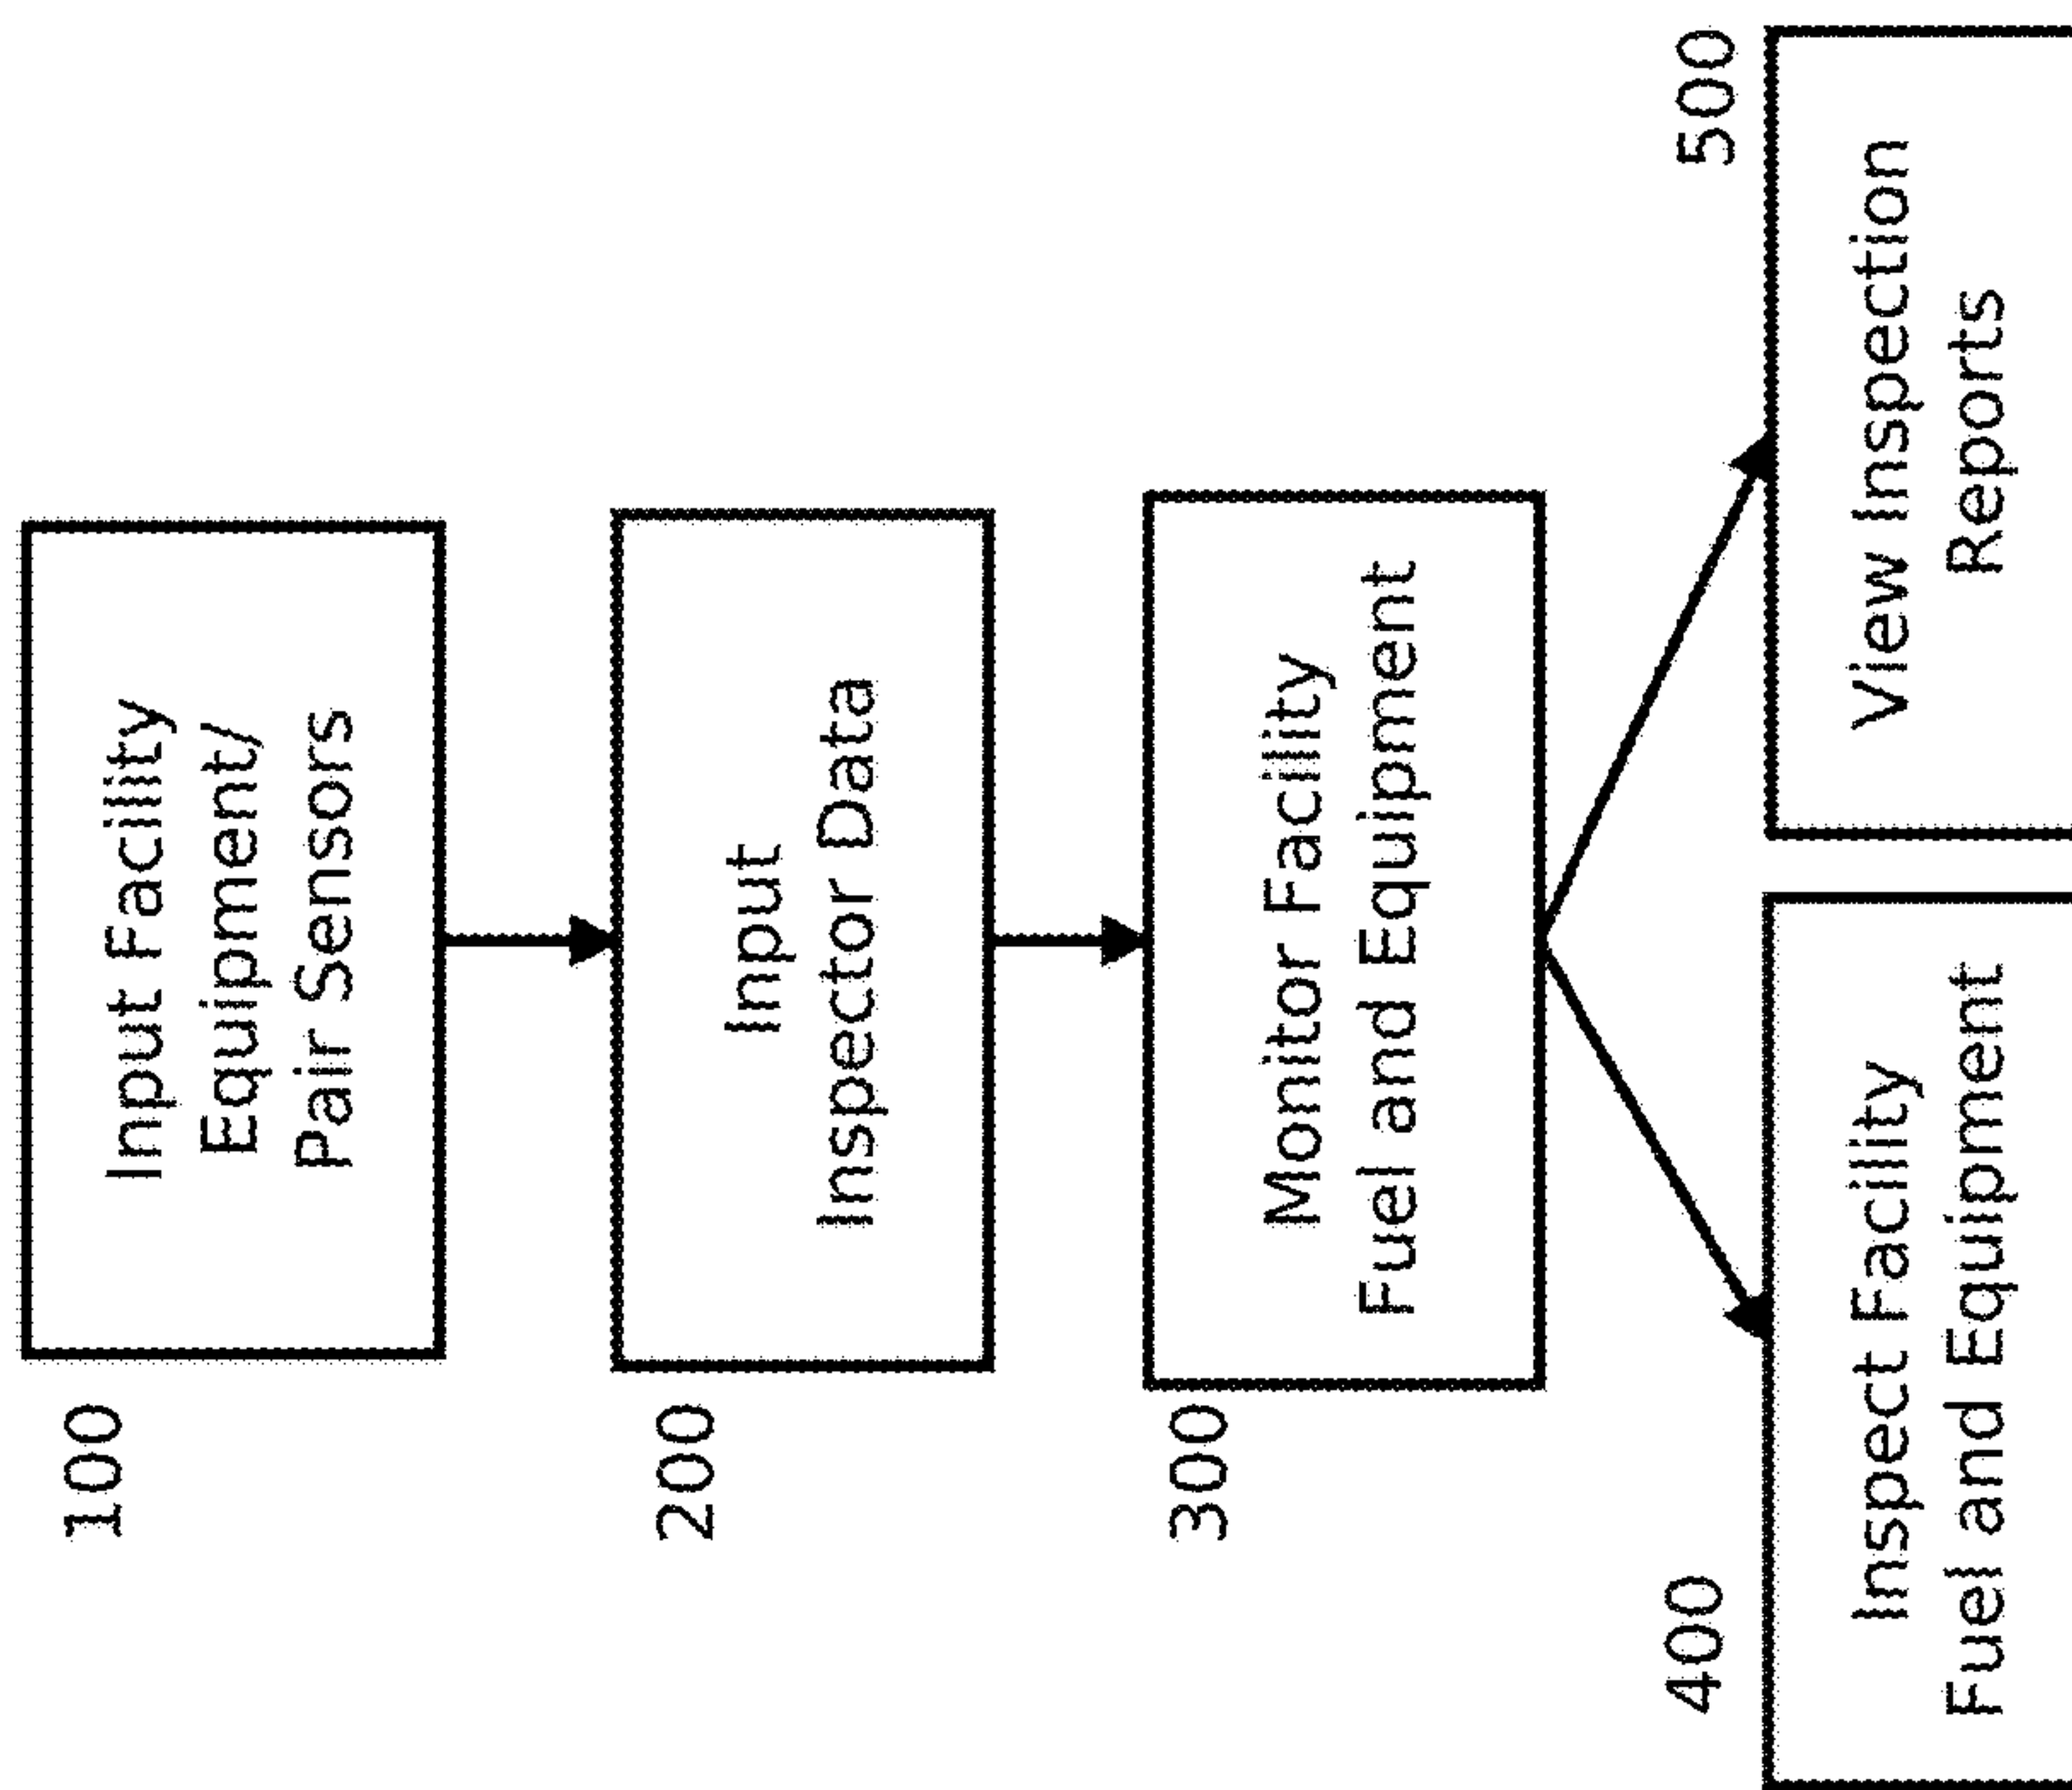 100
Input Facility
Equipment/
Pair Sensors
200
Input
Inspector Data
300
Monitor Facility
Fuel and Equipment
400
Inspect Facility
Fuel and Equipment
500
View Inspection
Reports